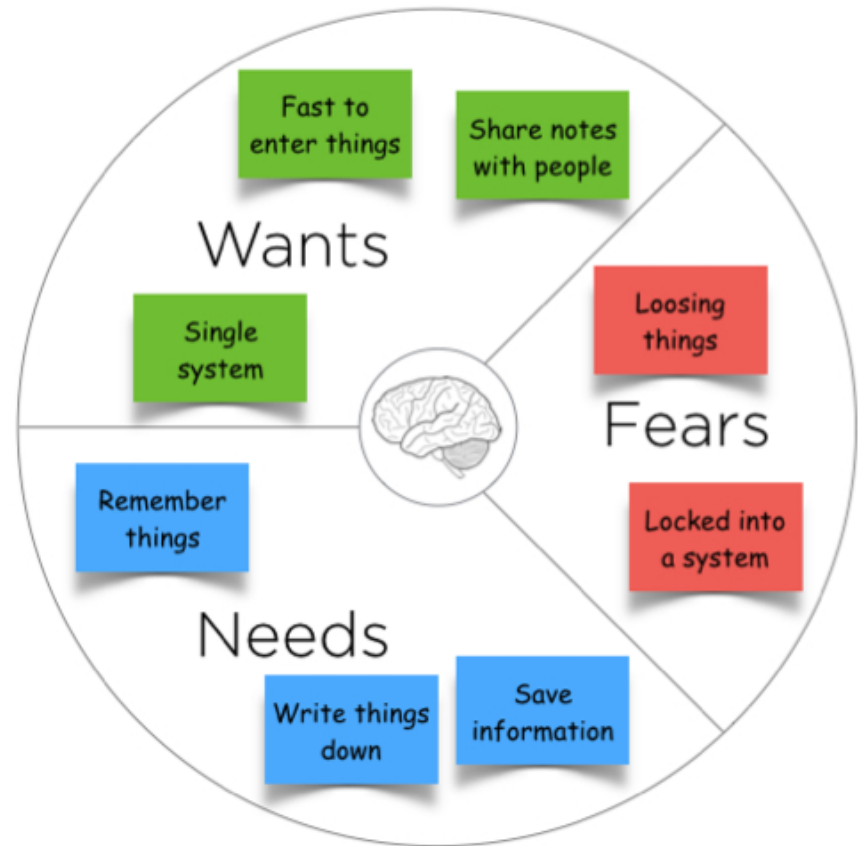 Fast to
enter things
Share notes
with people
Wants
Single
system
Loosing
things
Fears
Locked into
a system
Remember
things
Needs
Write things
down
Save
information